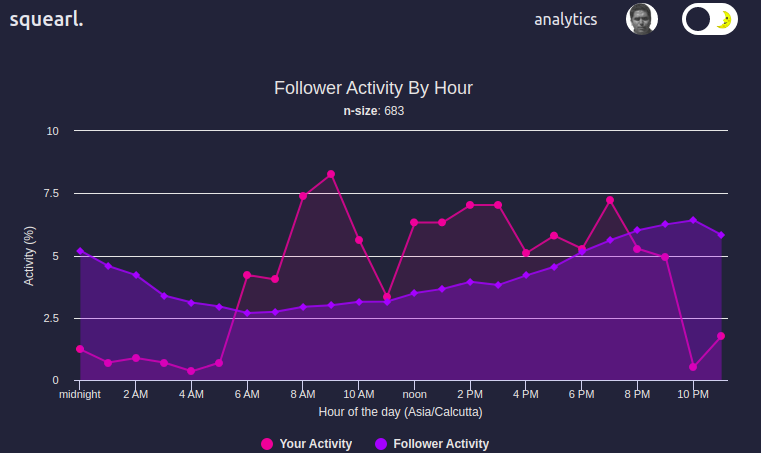 squearl.
analytics
Follower Activity By Hour
n-size: 683
10
7.5
5
2.5
0
Activity (%)
midnight 2 AM 4 AM 6 AM 8 AM 10 AM noon 2 PM 4 PM 6 PM 8 PM 10 PM
Hour of the day (Asia/Calcutta)
Your Activity Follower Activity